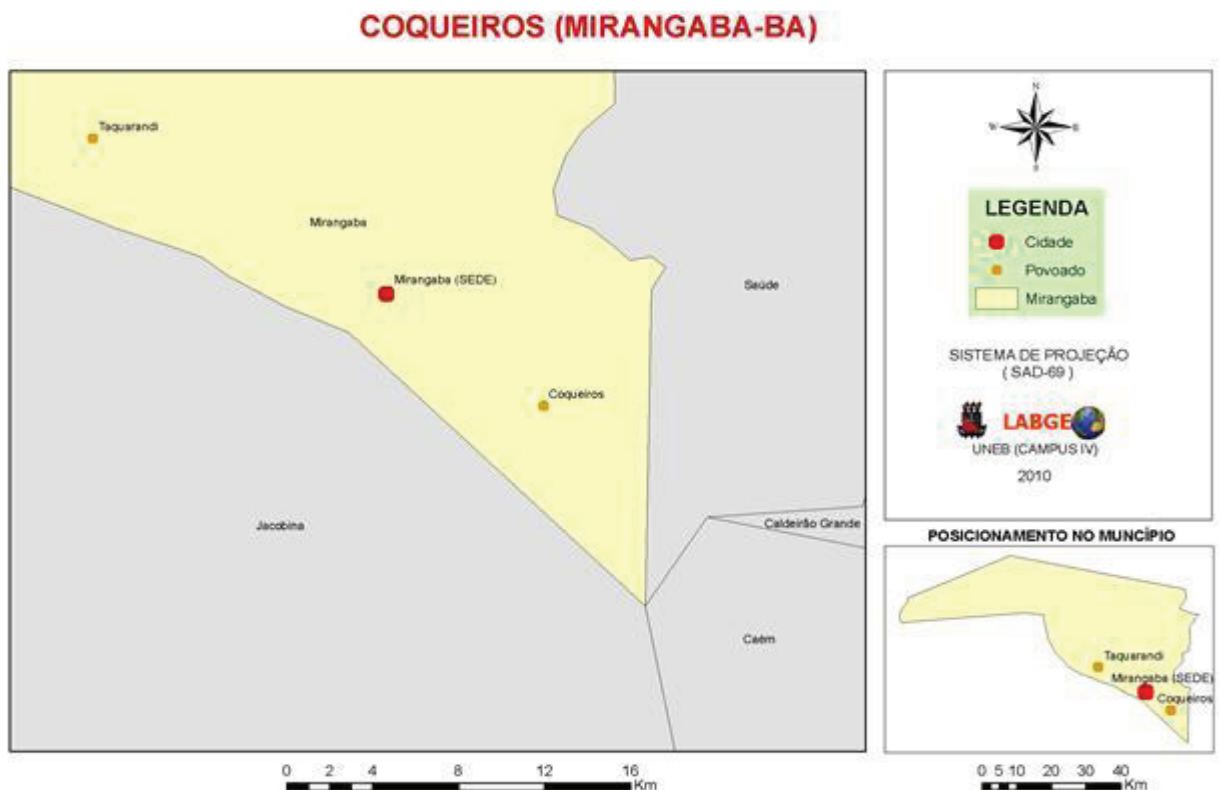 COQUEIROS (MIRANGABA-BA)
Taquarandi
Mirangaba
Mirangaba (SEDE)
Saúde
Coqueiros
Jacobina
Caldeirão Grande
Caém
0 2 4 8 12 16
Km
N
W E
S
LEGENDA
Cidade
Povoado
Mirangaba
SISTEMA DE PROJEÇÃO
( SAD-69 )
LABGE
UNEB (CAMPUS IV)
2010
POSICIONAMENTO NO MUNCÍPIO
Taquarandi
Mirangaba (SEDE)
Coqueiros
0 5 10 20 30 40
Km